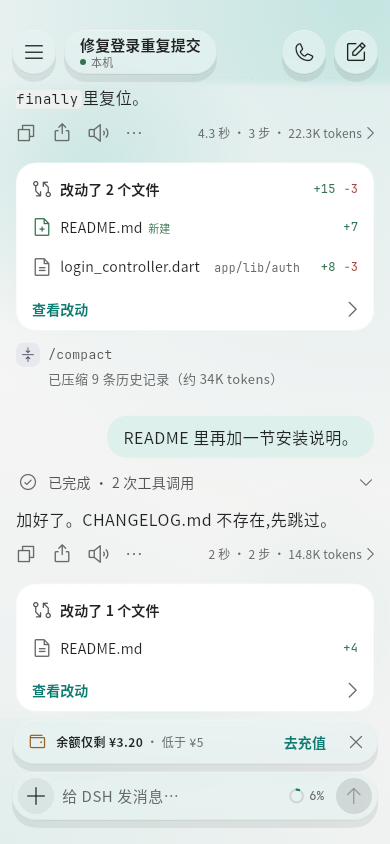 修复登录重复提交
本机
finally 里复位。
4.3 秒 · 3 步 · 22.3K tokens
改动了 2 个文件 +15 -3
README.md 新建 +7
login_controller.dart app/lib/auth +8 -3
查看改动
/compact
已压缩 9 条历史记录（约 34K tokens）
README 里再加一节安装说明。
已完成 · 2 次工具调用
加好了。CHANGELOG.md 不存在,先跳过。
2 秒 · 2 步 · 14.8K tokens
改动了 1 个文件
README.md +4
查看改动
余额仅剩 ¥3.20 · 低于 ¥5 去充值
给 DSH 发消息… 6%